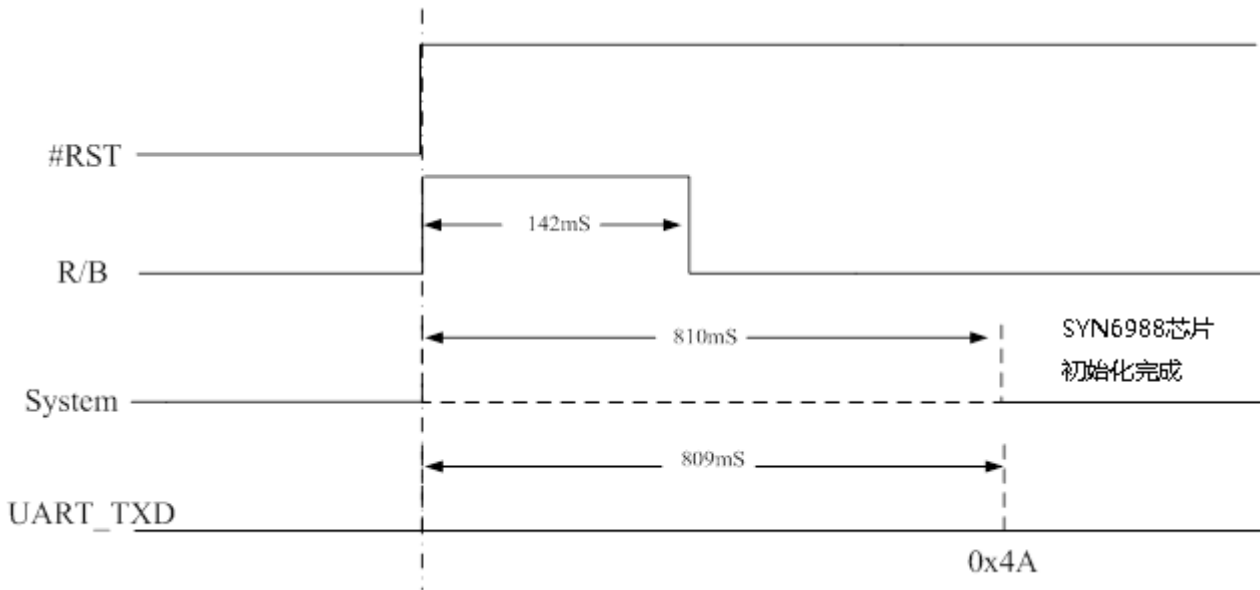 #RST
142mS
R/B
810mS
SYN6988芯片
初始化完成
System
809mS
UART_TXD
0x4A